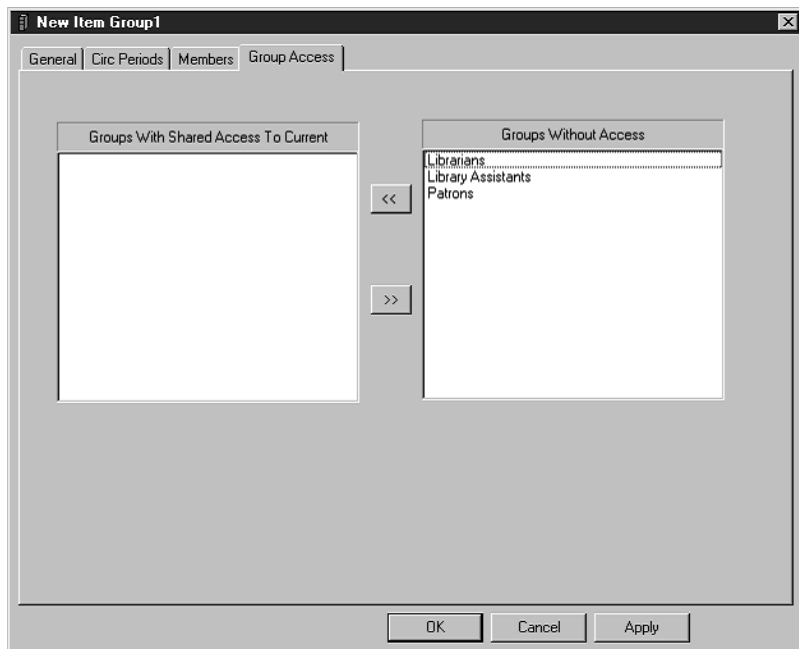 New Item Group1
General Circ Periods Members Group Access
Groups With Shared Access To Current
Groups Without Access
Librarians
Library Assistants
Patrons
<<
>>
OK Cancel Apply